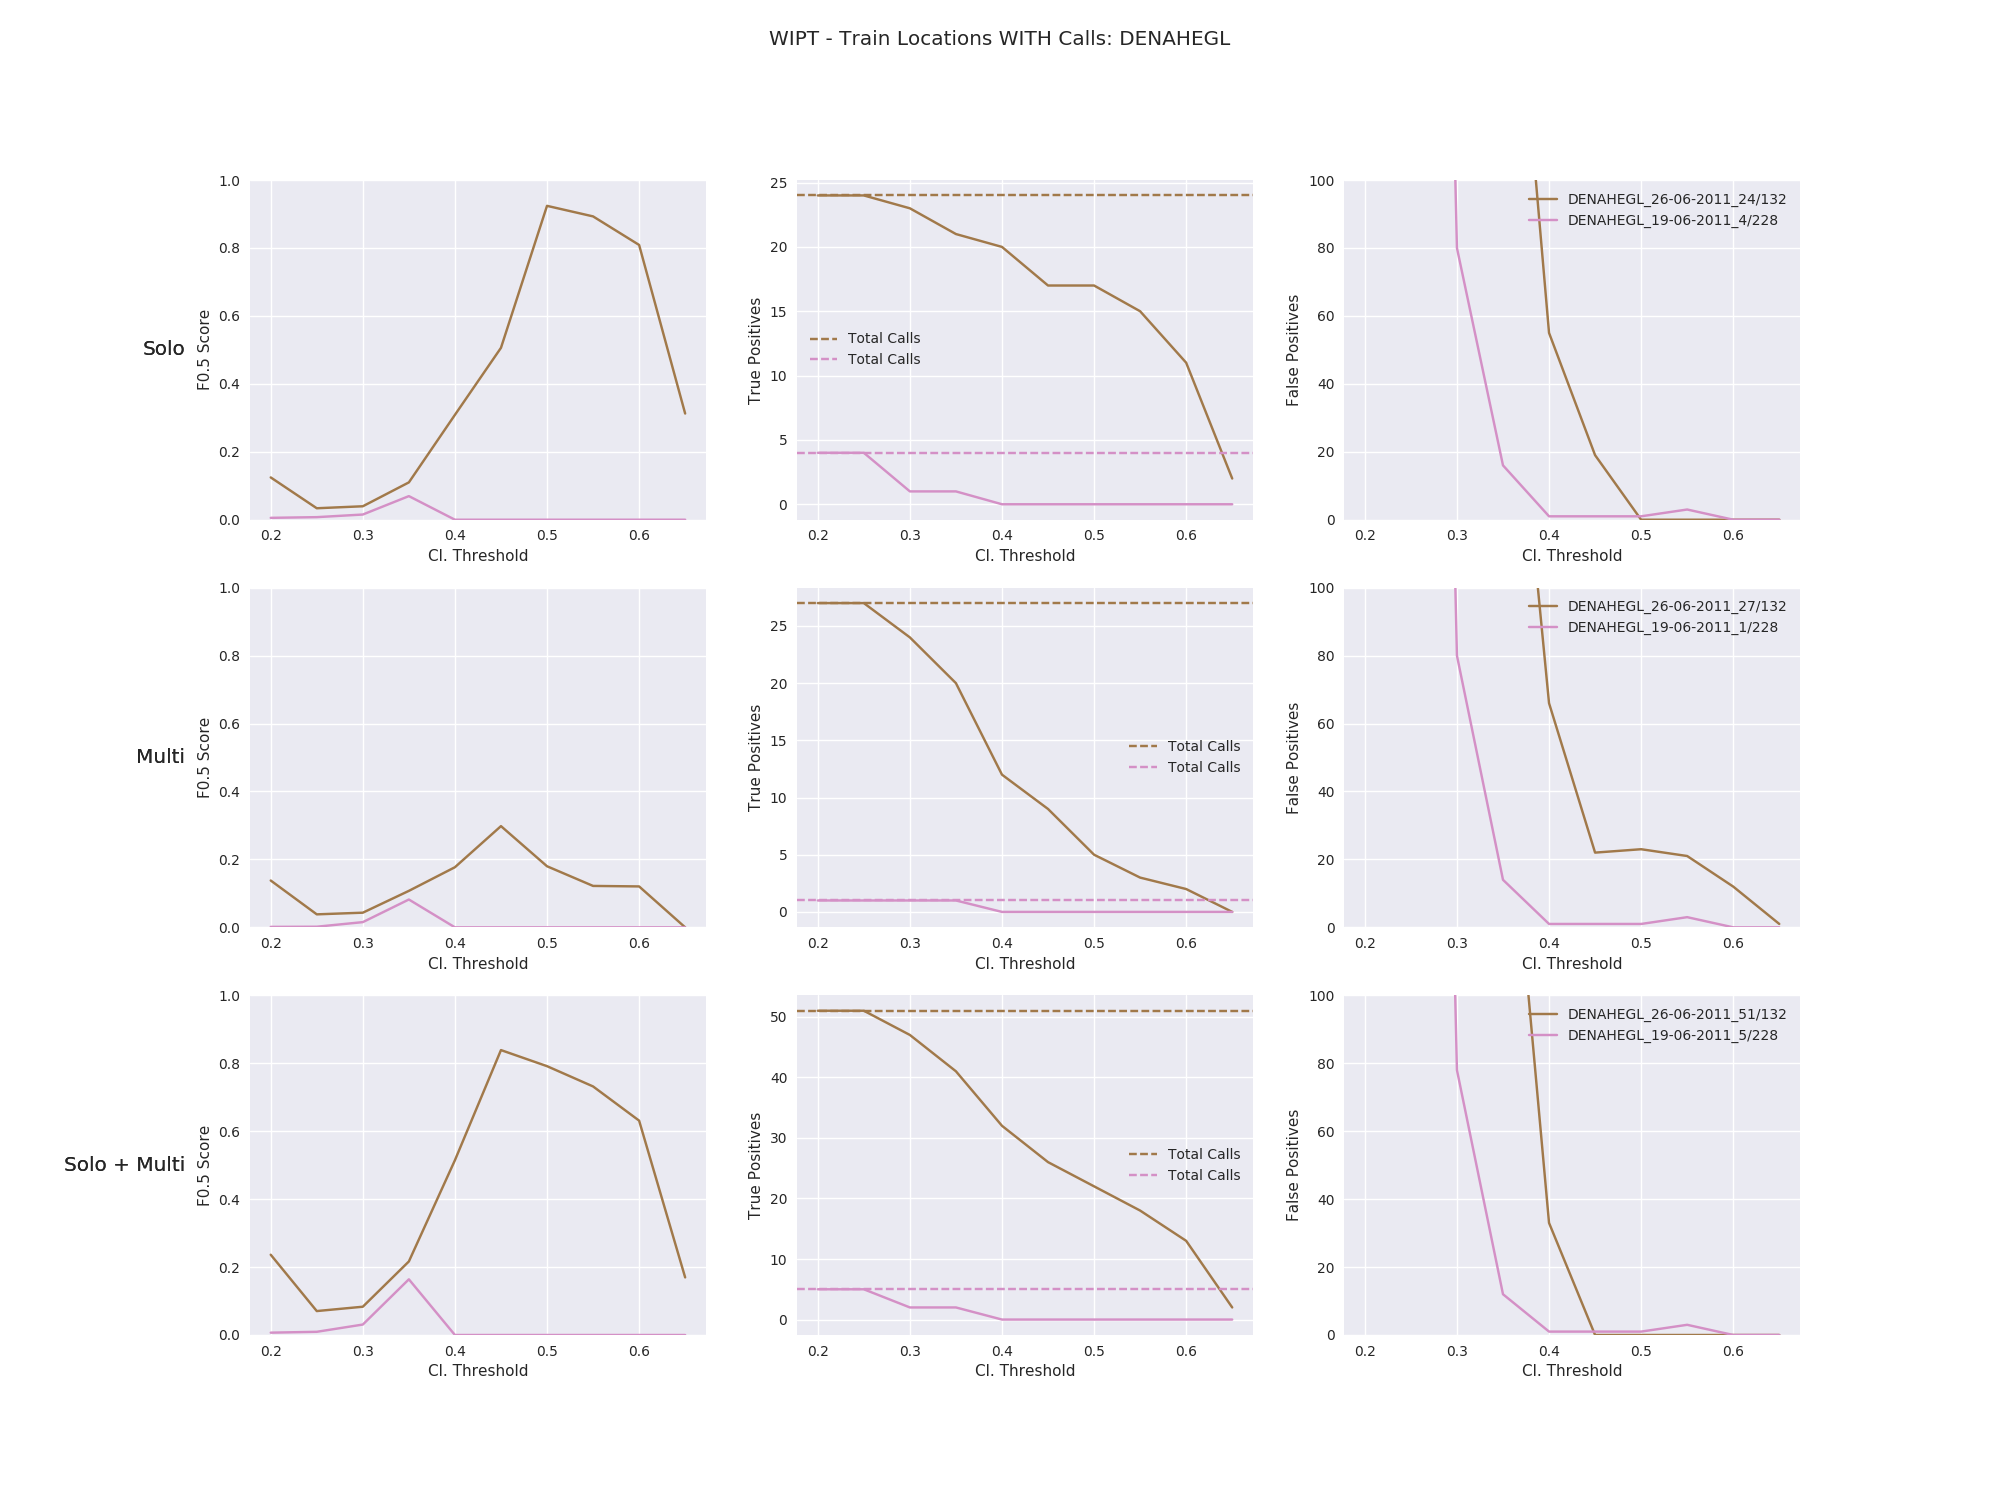 WIPT - Train Locations WITH Calls: DENAHEGL
Solo
F0.5 Score
1.0
0.8
0.6
0.4
0.2
0.0
0.2 0.3 0.4 0.5 0.6
Cl. Threshold
True Positives
25
20
15
10
5
0
Total Calls
Total Calls
0.2 0.3 0.4 0.5 0.6
Cl. Threshold
False Positives
100
80
60
40
20
0
DENAHEGL_26-06-2011_24/132
DENAHEGL_19-06-2011_4/228
0.2 0.3 0.4 0.5 0.6
Cl. Threshold
Multi
F0.5 Score
1.0
0.8
0.6
0.4
0.2
0.0
0.2 0.3 0.4 0.5 0.6
Cl. Threshold
True Positives
25
20
15
10
5
0
Total Calls
Total Calls
0.2 0.3 0.4 0.5 0.6
Cl. Threshold
False Positives
100
80
60
40
20
0
DENAHEGL_26-06-2011_27/132
DENAHEGL_19-06-2011_1/228
0.2 0.3 0.4 0.5 0.6
Cl. Threshold
Solo + Multi
F0.5 Score
1.0
0.8
0.6
0.4
0.2
0.0
0.2 0.3 0.4 0.5 0.6
Cl. Threshold
True Positives
50
40
30
20
10
0
Total Calls
Total Calls
0.2 0.3 0.4 0.5 0.6
Cl. Threshold
False Positives
100
80
60
40
20
0
DENAHEGL_26-06-2011_51/132
DENAHEGL_19-06-2011_5/228
0.2 0.3 0.4 0.5 0.6
Cl. Threshold